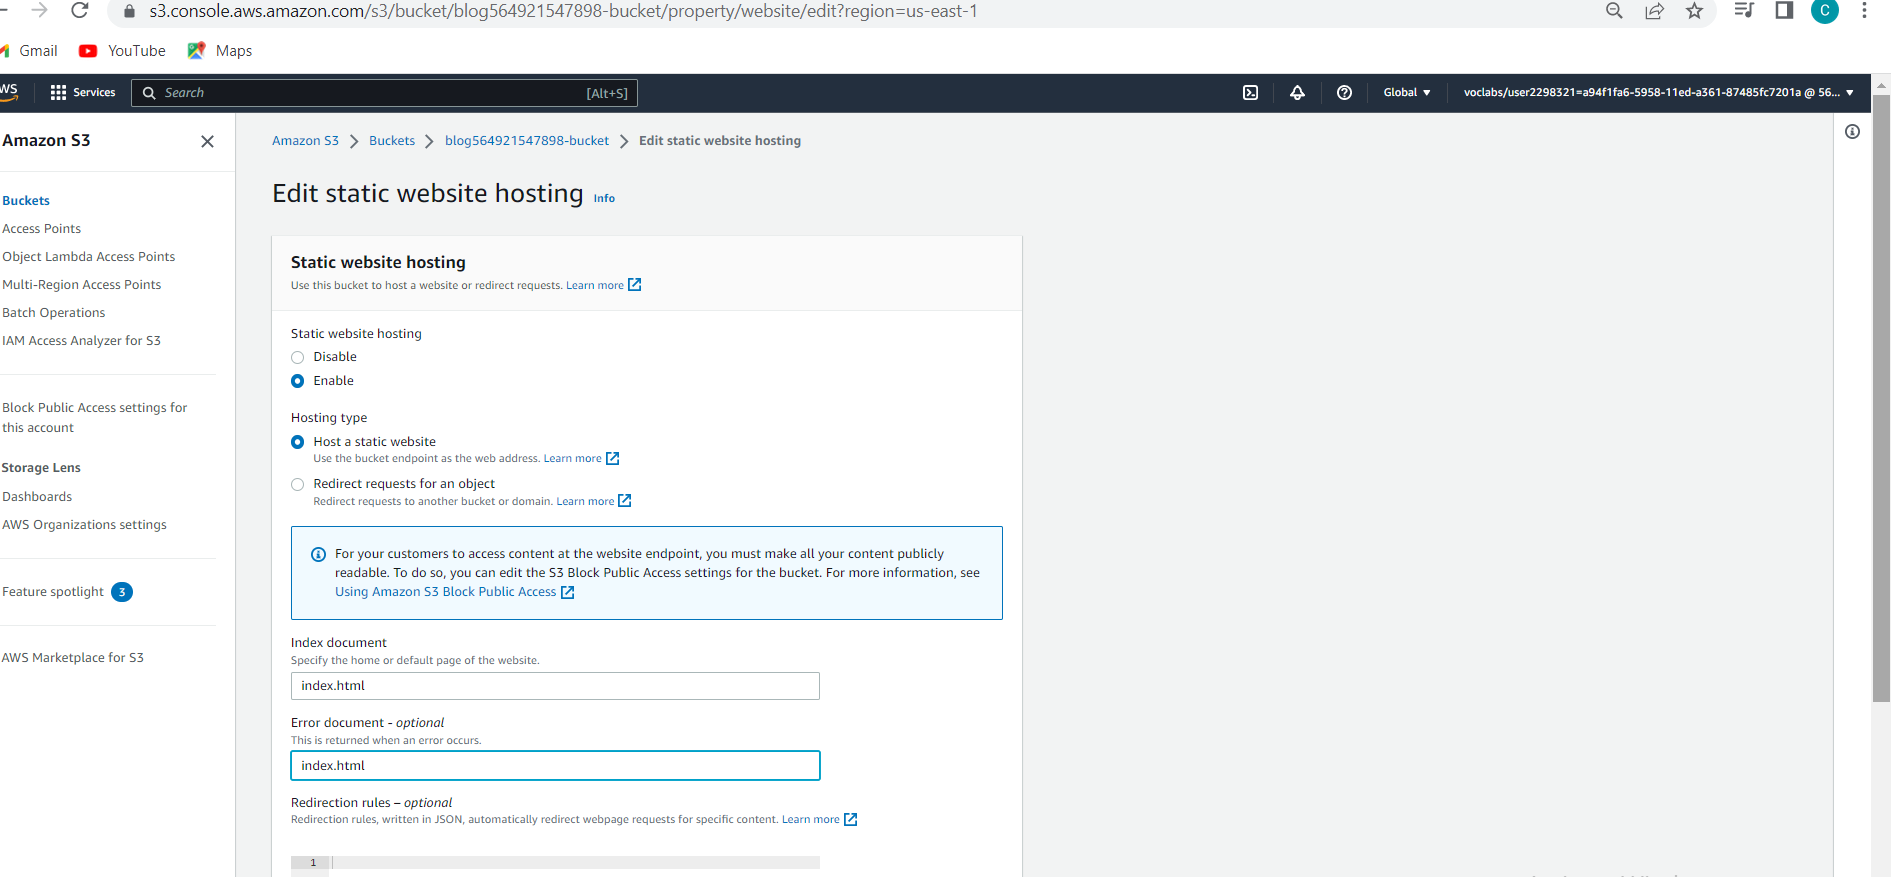 s3.console.aws.amazon.com/s3/bucket/blog564921547898-bucket/property/website/edit?region=us-east-1
C
Gmail YouTube Maps
Services Search [Alt+S] Global voclabs/user2298321=a94f1fa6-5958-11ed-a361-87485fc7201a @ 56...
Amazon S3
Buckets
Access Points
Object Lambda Access Points
Multi-Region Access Points
Batch Operations
IAM Access Analyzer for S3
Block Public Access settings for
this account
Storage Lens
Dashboards
AWS Organizations settings
Feature spotlight 3
AWS Marketplace for S3
Amazon S3 Buckets blog564921547898-bucket Edit static website hosting
Edit static website hosting Info
Static website hosting
Use this bucket to host a website or redirect requests. Learn more
Static website hosting
Disable
Enable
Hosting type
Host a static website
Use the bucket endpoint as the web address. Learn more
Redirect requests for an object
Redirect requests to another bucket or domain. Learn more
For your customers to access content at the website endpoint, you must make all your content publicly
readable. To do so, you can edit the S3 Block Public Access settings for the bucket. For more information, see
Using Amazon S3 Block Public Access
Index document
Specify the home or default page of the website.
index.html
Error document - optional
This is returned when an error occurs.
index.html
Redirection rules – optional
Redirection rules, written in JSON, automatically redirect webpage requests for specific content. Learn more
1